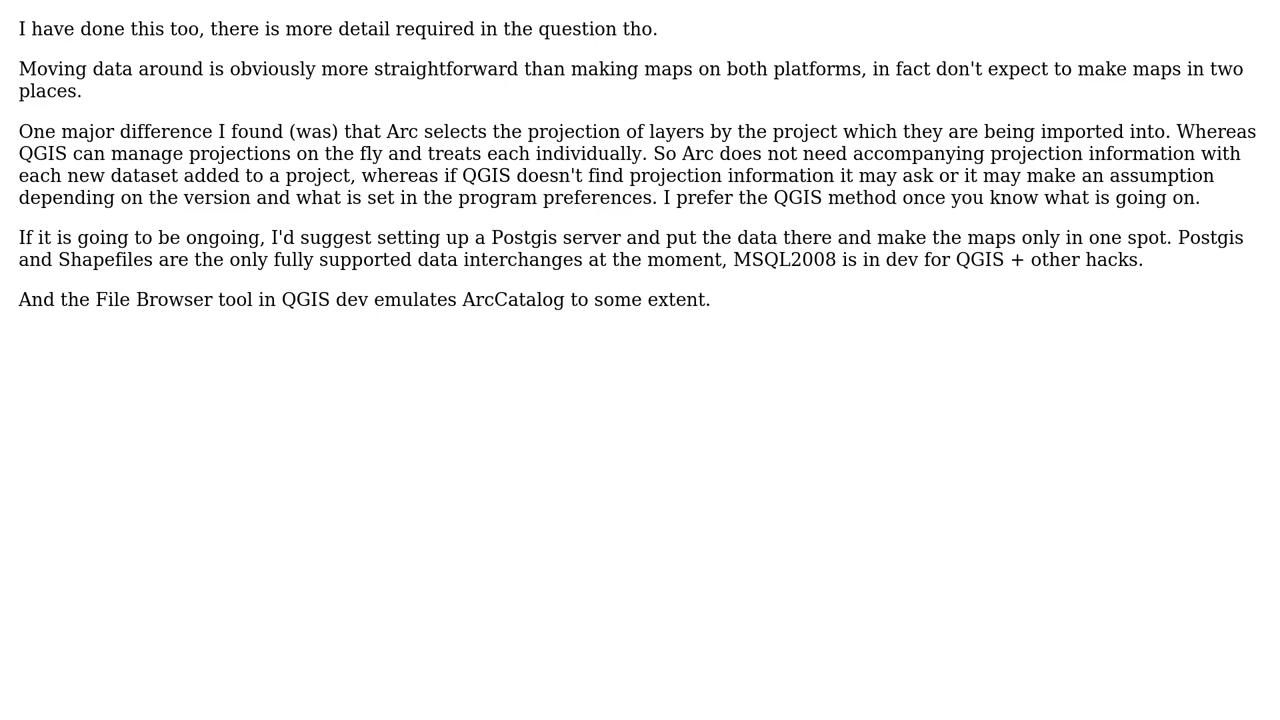 I have done this too, there is more detail required in the question tho.
Moving data around is obviously more straightforward than making maps on both platforms, in fact don't expect to make maps in two
places.
One major difference I found (was) that Arc selects the projection of layers by the project which they are being imported into. Whereas
QGIS can manage projections on the fly and treats each individually. So Arc does not need accompanying projection information with
each new dataset added to a project, whereas if QGIS doesn't find projection information it may ask or it may make an assumption
depending on the version and what is set in the program preferences. I prefer the QGIS method once you know what is going on.
If it is going to be ongoing, I'd suggest setting up a Postgis server and put the data there and make the maps only in one spot. Postgis
and Shapefiles are the only fully supported data interchanges at the moment, MSQL2008 is in dev for QGIS + other hacks.
And the File Browser tool in QGIS dev emulates ArcCatalog to some extent.